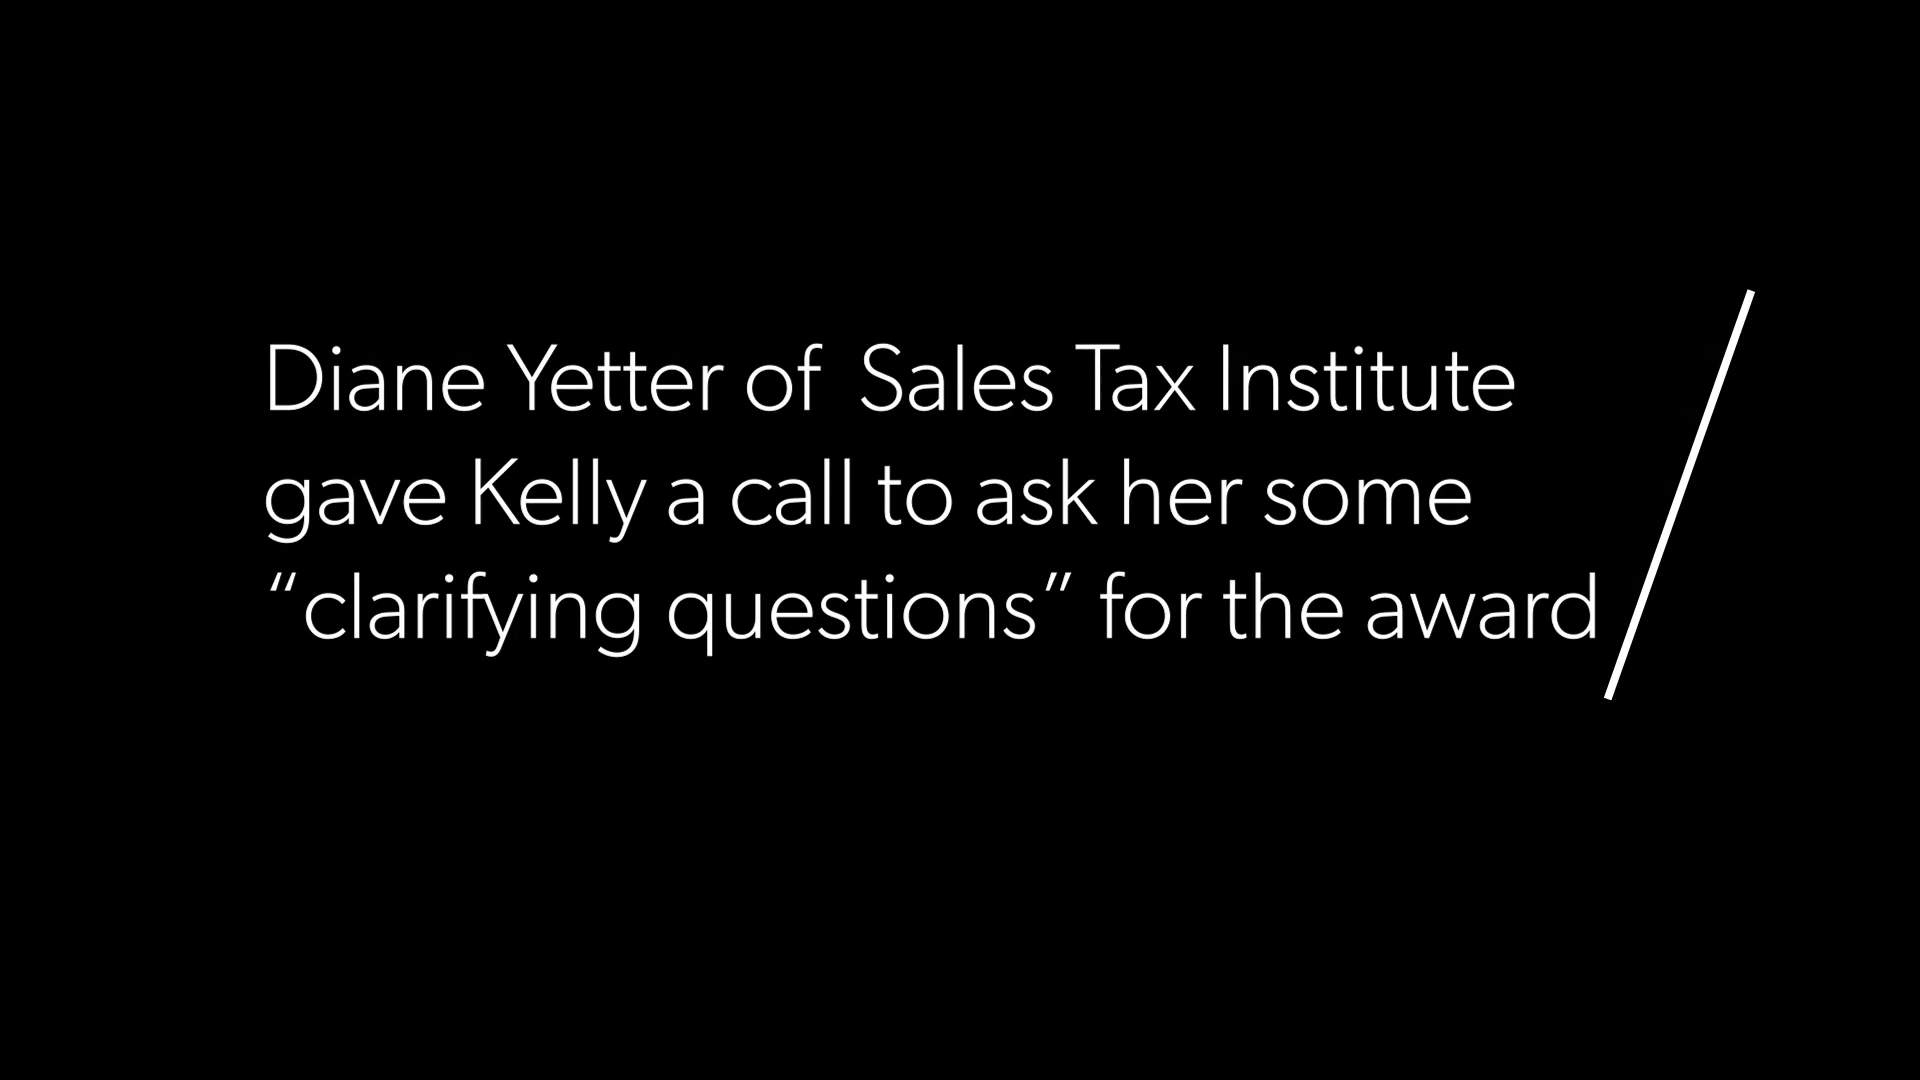 Diane Yetter of  Sales Tax Institute
gave Kelly a call to ask her some
“clarifying questions” for the award